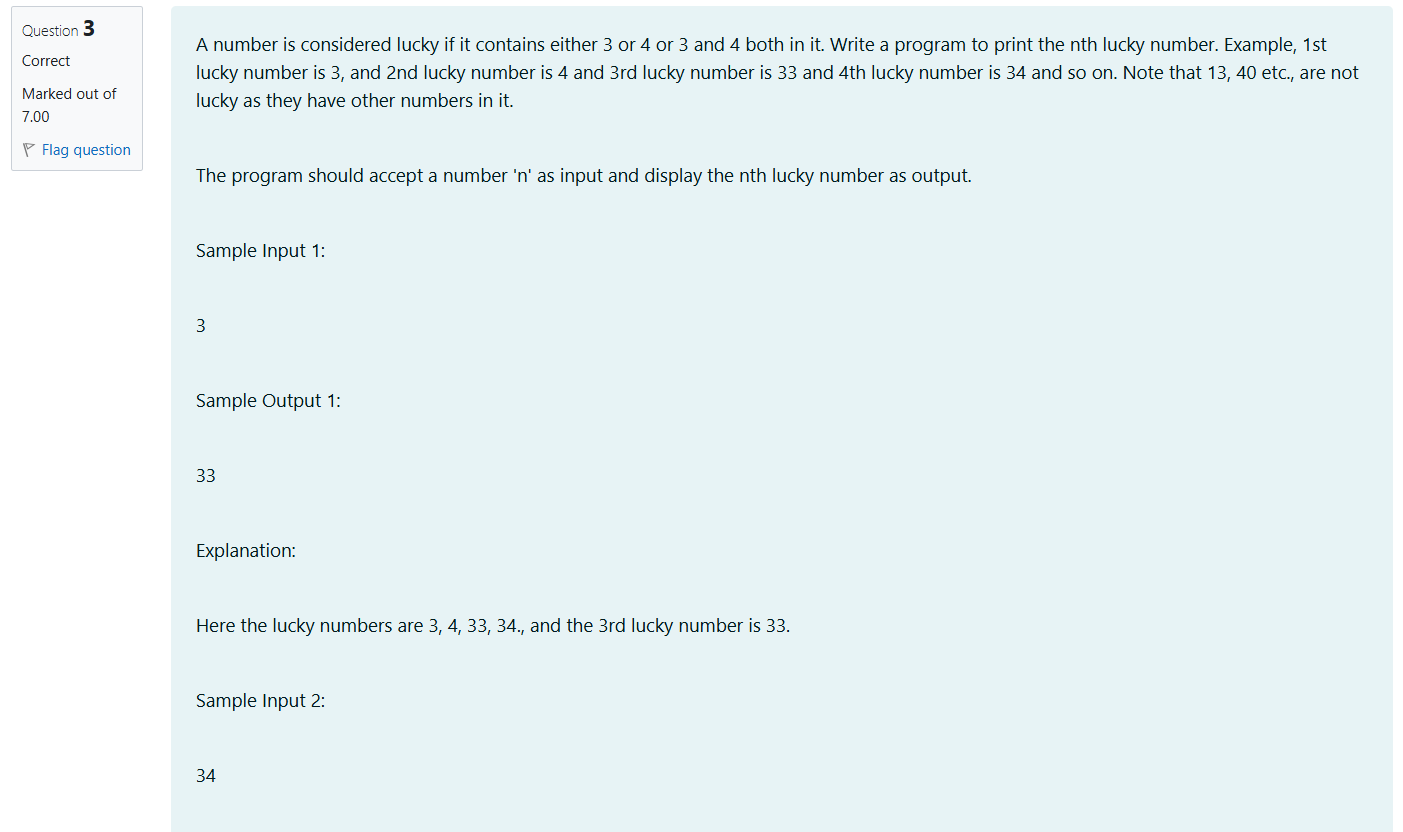 Question 3
Correct
Marked out of
7.00
Flag question
A number is considered lucky if it contains either 3 or 4 or 3 and 4 both in it. Write a program to print the nth lucky number. Example, 1st
lucky number is 3, and 2nd lucky number is 4 and 3rd lucky number is 33 and 4th lucky number is 34 and so on. Note that 13, 40 etc., are not
lucky as they have other numbers in it.
The program should accept a number 'n' as input and display the nth lucky number as output.
Sample Input 1:
3
Sample Output 1:
33
Explanation:
Here the lucky numbers are 3, 4, 33, 34., and the 3rd lucky number is 33.
Sample Input 2:
34